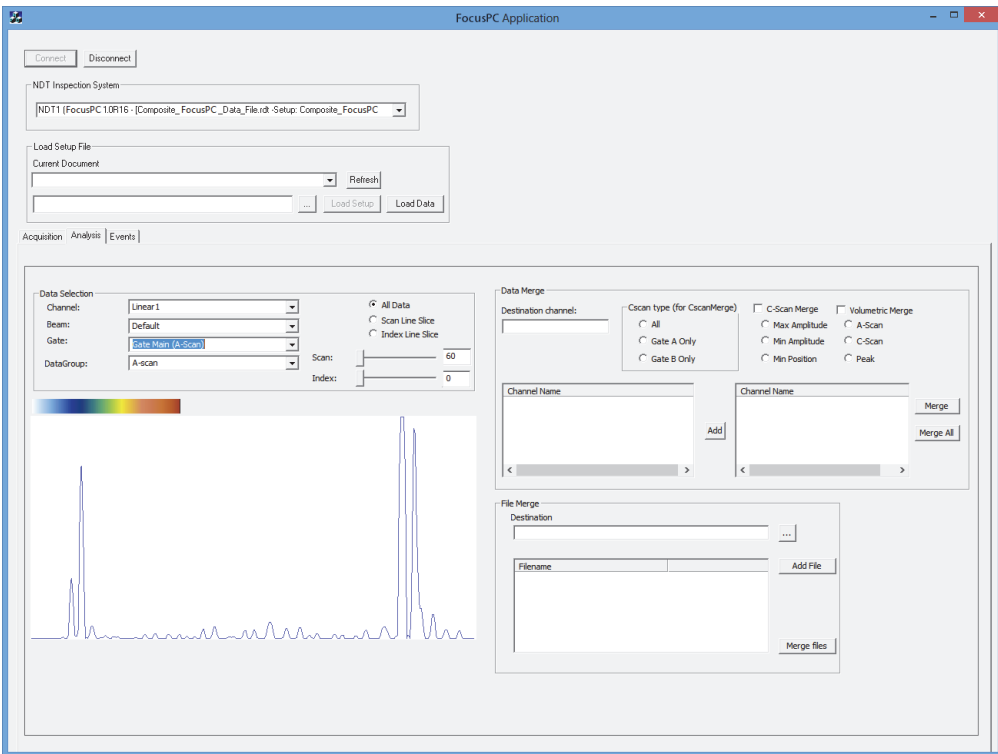 FocusPC Application
Connect
Disconnect
NDT Inspection System
NDT1 (FocusPC 1.0R16 - [Composite_ FocusPC _Data_File.rdt -Setup: Composite_FocusPC
Load Setup File
Current Document
Refresh
...
Load Setup
Load Data
Acquisition
Analysis
Events
Data Selection
Channel:
Linear1
Beam:
Default
Gate:
Gate Main (A-Scan)
DataGroup:
A-scan
All Data
Scan Line Slice
Index Line Slice
Scan:
60
Index:
0
Data Merge
Destination channel:
Cscan type (for CscanMerge)
All
Gate A Only
Gate B Only
C-Scan Merge
Max Amplitude
Min Amplitude
Min Position
Volumetric Merge
A-Scan
C-Scan
Peak
Channel Name
Add
Channel Name
Merge
Merge All
File Merge
Destination
...
Filename
Add File
Merge files